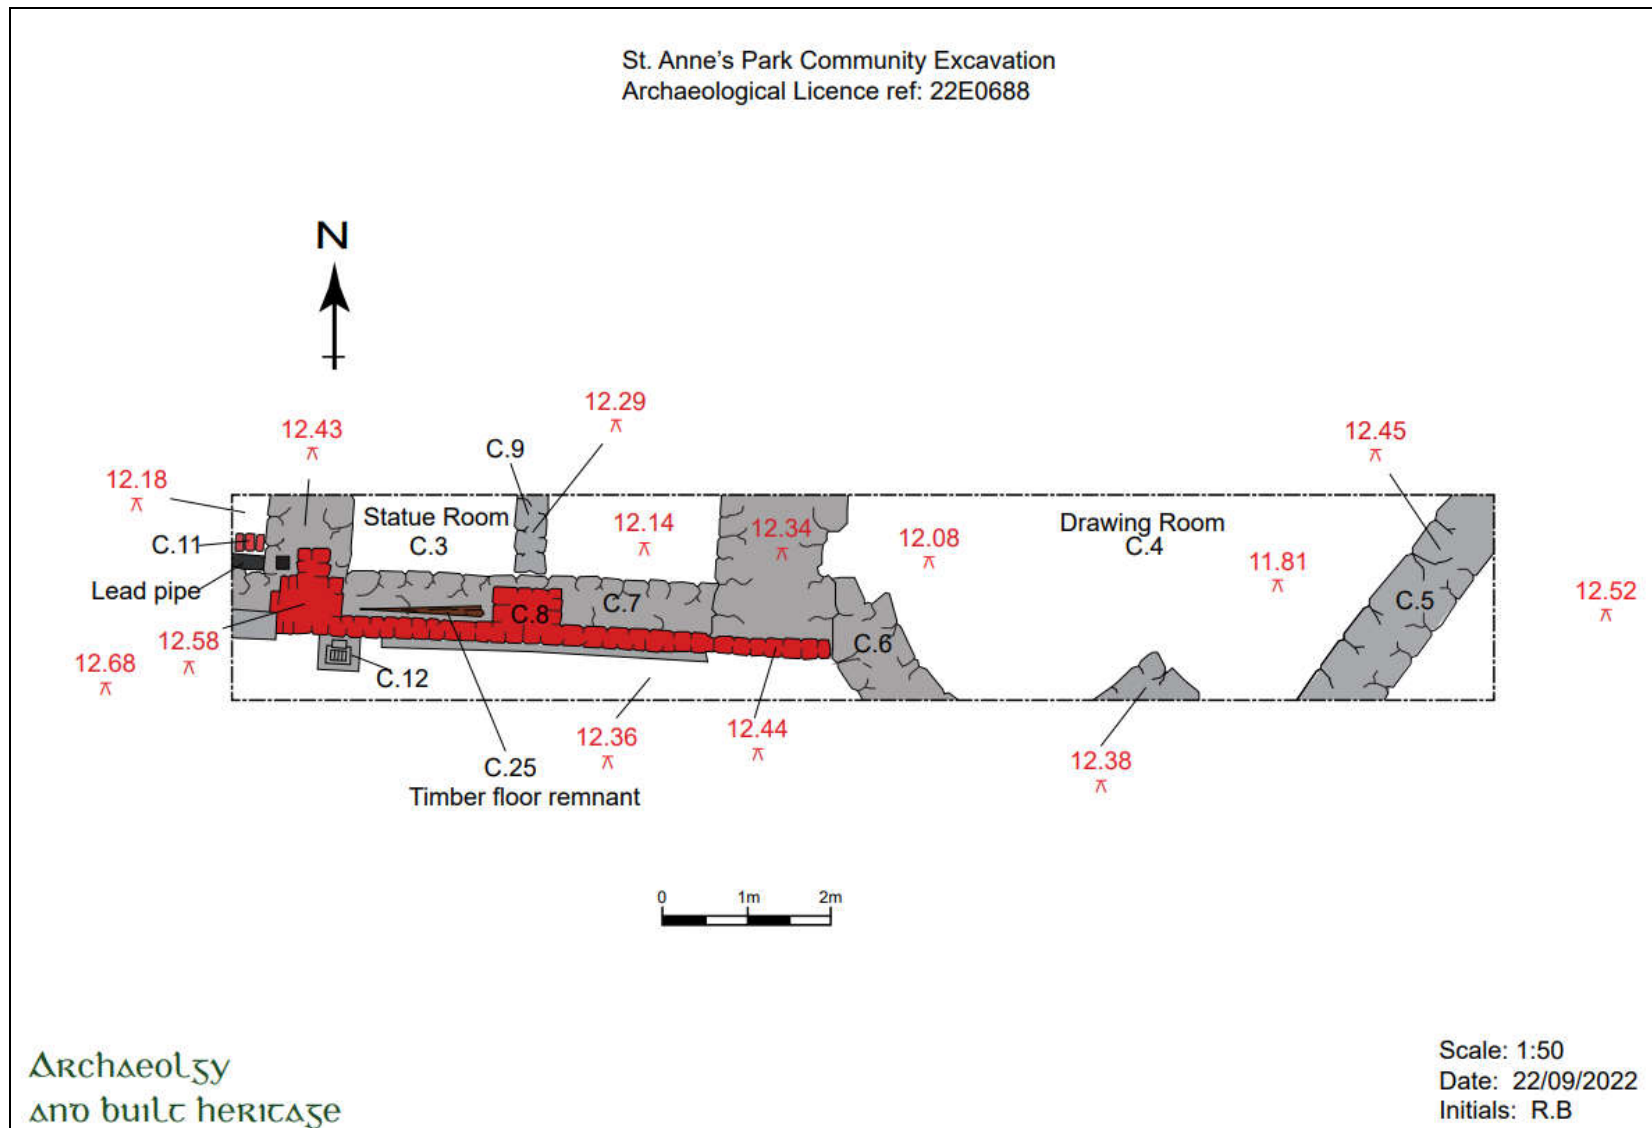 St. Anne's Park Community Excavation
Archaeological Licence ref: 22E0688
N
12.29
12.43
12.45
C.9
12.18
Statue Room
C.3
12.14
12.34
12.08
Drawing Room
C.4
C.11
11.81
Lead pipe
C.7
C.8
C.5
12.52
C.6
12.58
12.68
C.12
12.36
12.44
12.38
C.25
Timber floor remnant
0 1m 2m
Archaeolgy
and built heritage
Scale: 1:50
Date: 22/09/2022
Initials: R.B